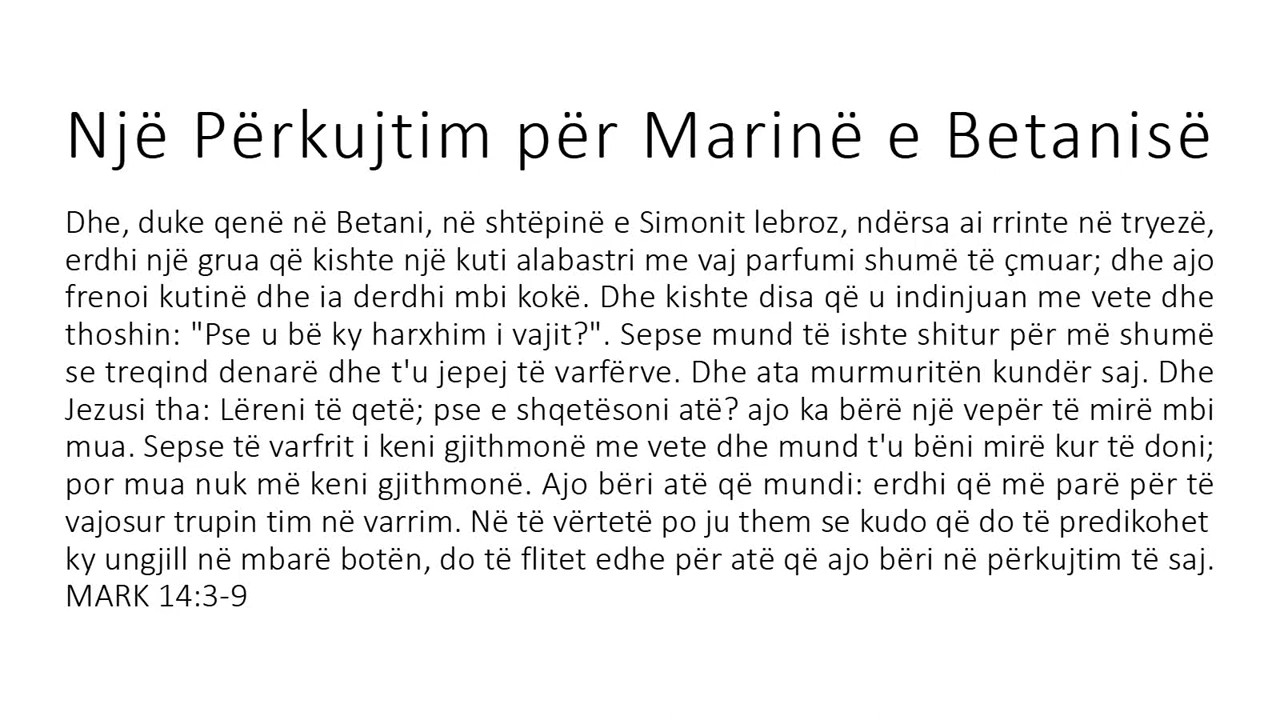 Një Përkujtim për Marinë e Betanisë
Dhe, duke qenë në Betani, në shtëpinë e Simonit lebroz, ndërsa ai rrinte në tryezë,
erdhi një grua që kishte një kuti alabastri me vaj parfumi shumë të çmuar; dhe ajo
frenoi kutinë dhe ia derdhi mbi kokë. Dhe kishte disa që u indinjuan me vete dhe
thoshin: "Pse u bë ky harxhim i vajit?". Sepse mund të ishte shitur për më shumë
se treqind denarë dhe t'u jepej të varfërve. Dhe ata murmuritën kundër saj. Dhe
Jezusi tha: Lëreni të qetë; pse e shqetësoni atë? ajo ka bërë një vepër të mirë mbi
mua. Sepse të varfrit i keni gjithmonë me vete dhe mund t'u bëni mirë kur të doni;
por mua nuk më keni gjithmonë. Ajo bëri atë që mundi: erdhi që më parë për të
vajosur trupin tim në varrim. Në të vërtetë po ju them se kudo që do të predikohet
ky ungjill në mbarë botën, do të flitet edhe për atë që ajo bëri në përkujtim të saj.
MARK 14:3-9